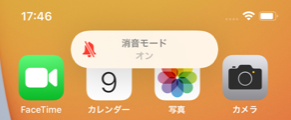 17:46
消音モード
オン
9
FaceTime
カレンダー
写真
カメラ